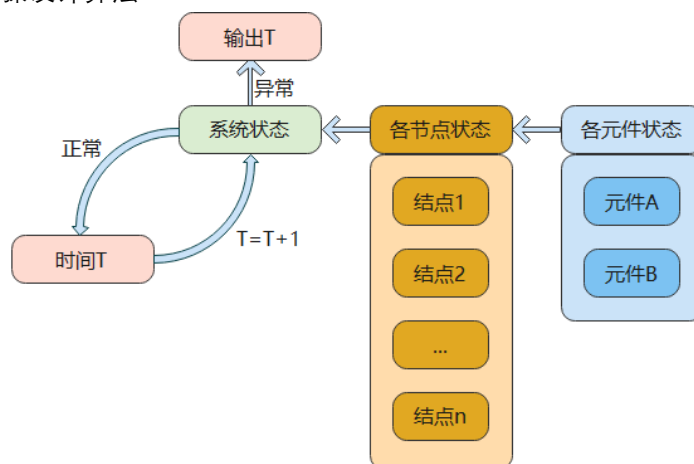 输出T
异常
系统状态
各节点状态
各元件状态
正常
结点1
元件A
T=T+1
时间T
结点2
元件B
...
结点n